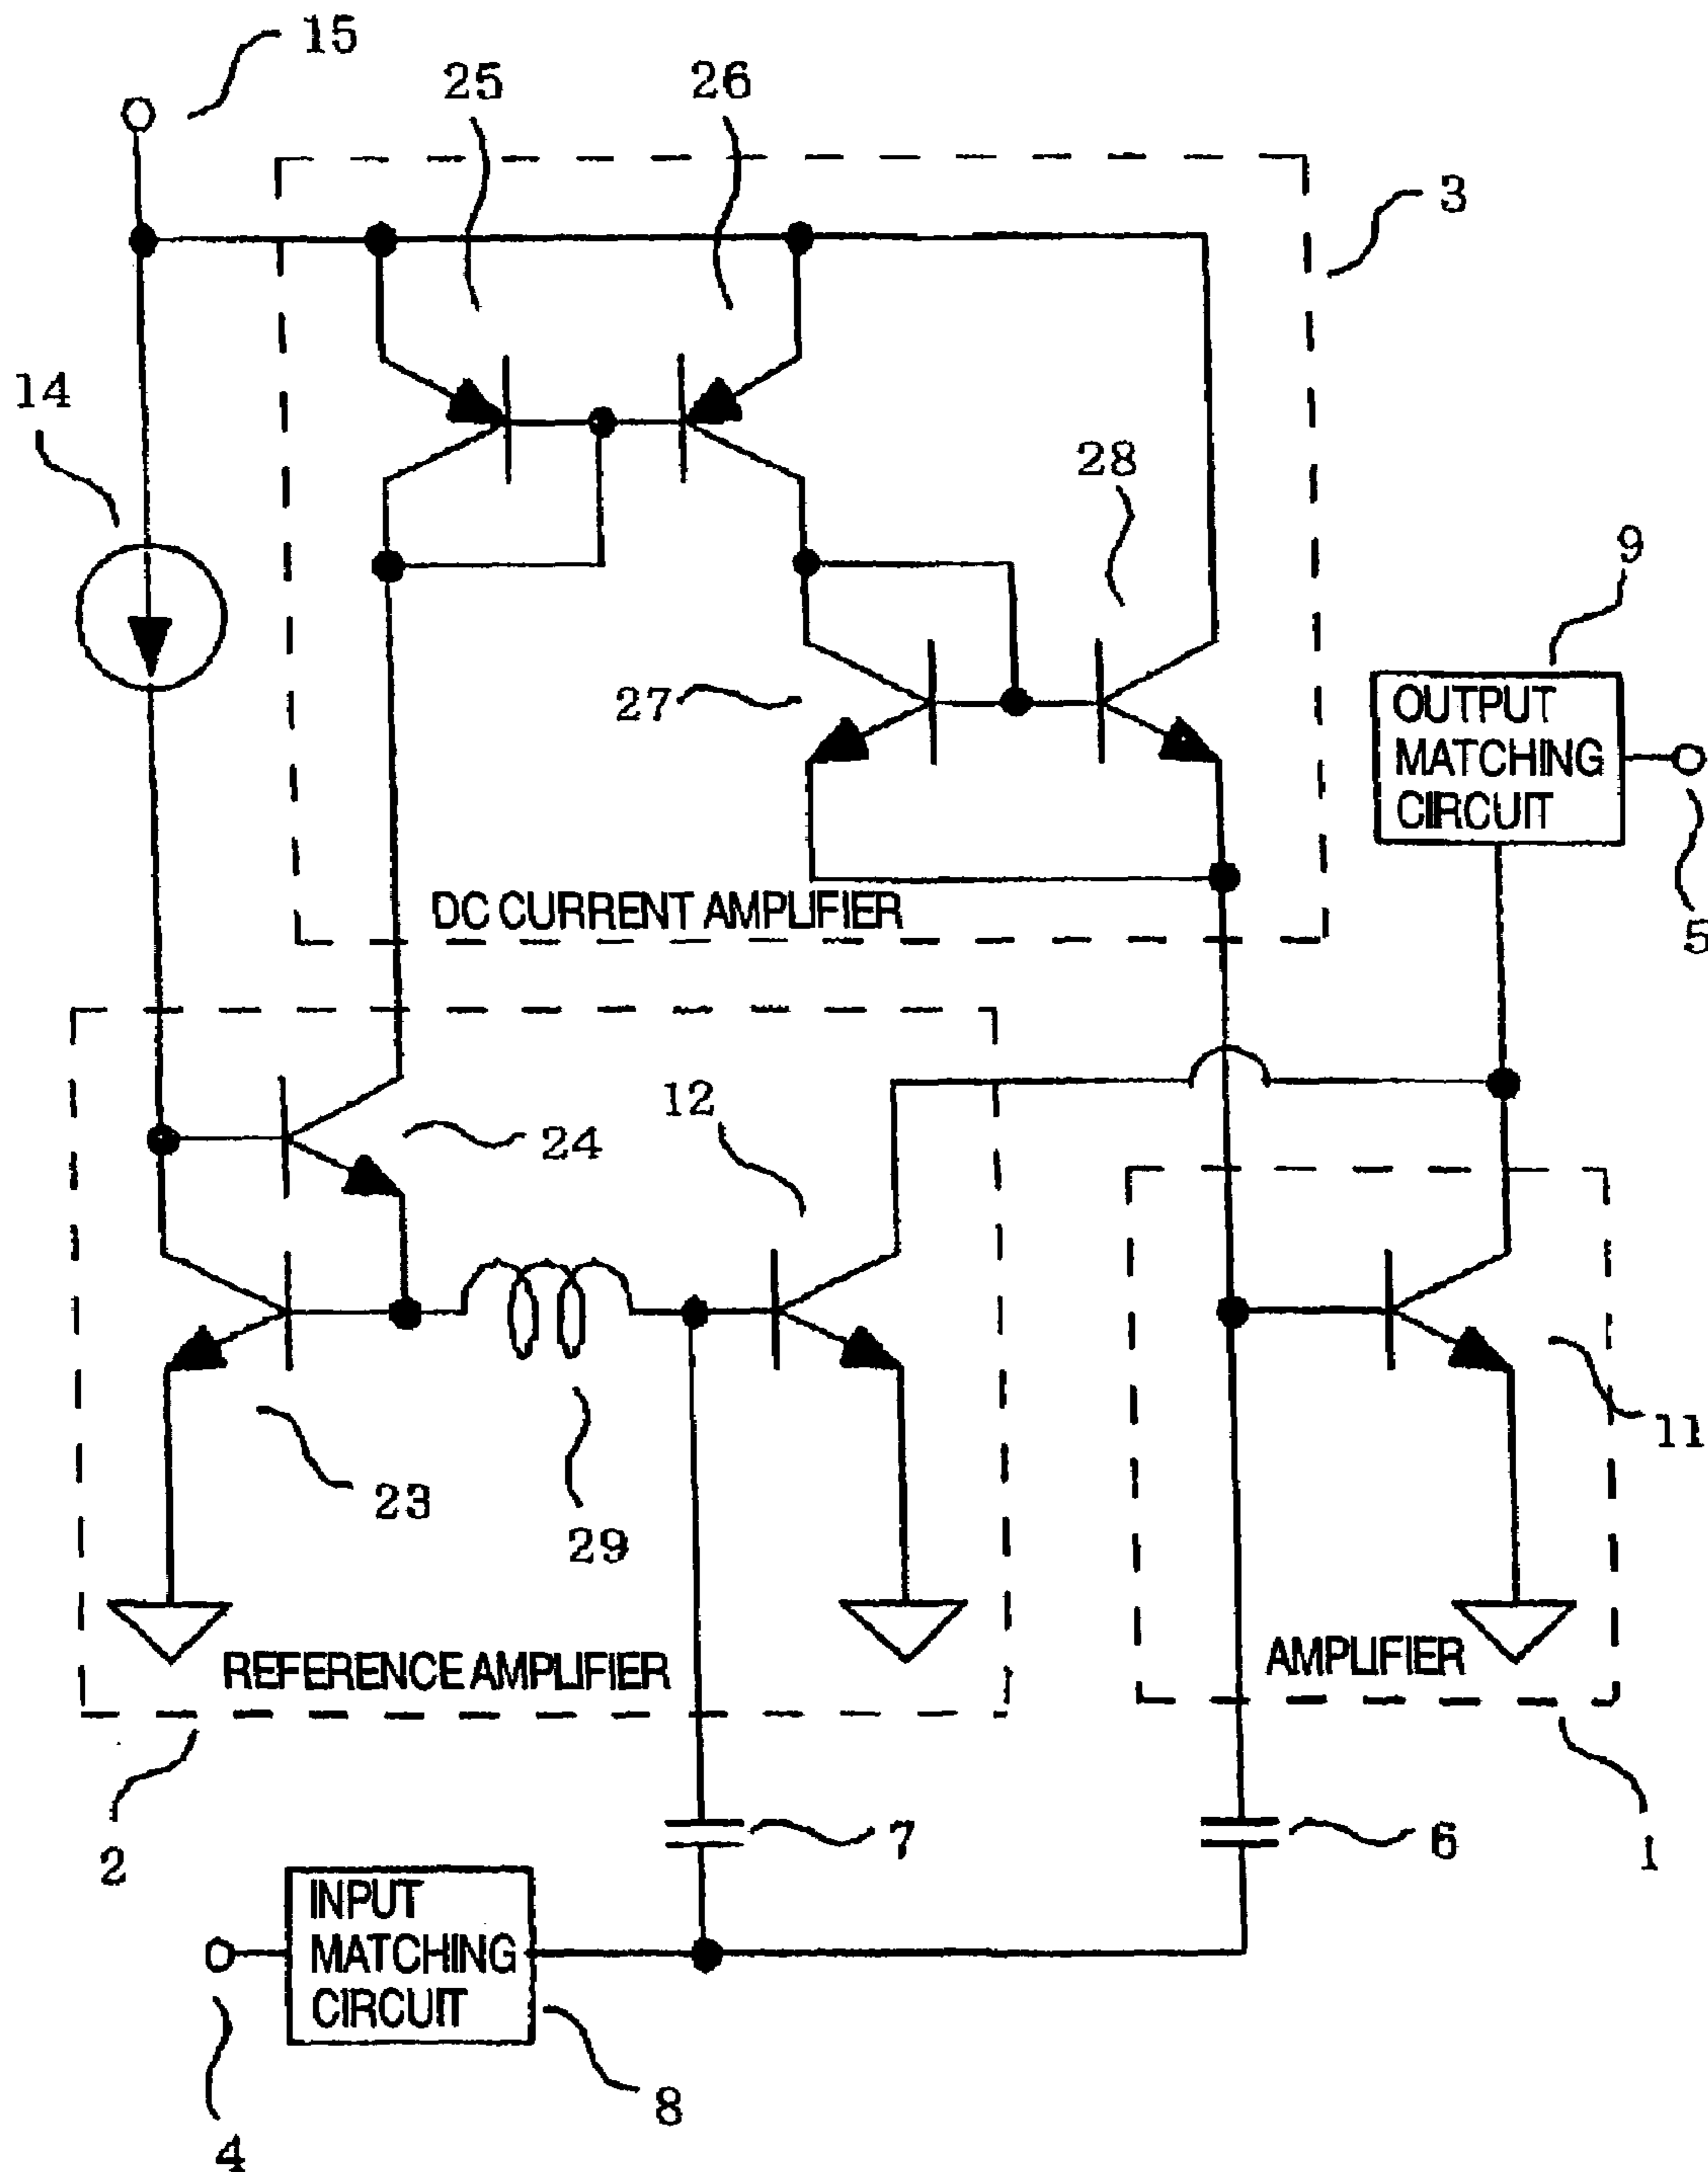 15
25
26
3
14
28
9
27
OUTPUT
MATCHING
CIRCUIT
5
DC CURRENT AMPLIFIER
12
24
11
23
29
REFERENCE AMPLIFIER
AMPLIFIER
2
7
6
1
INPUT
MATCHING
CIRCUIT
8
4